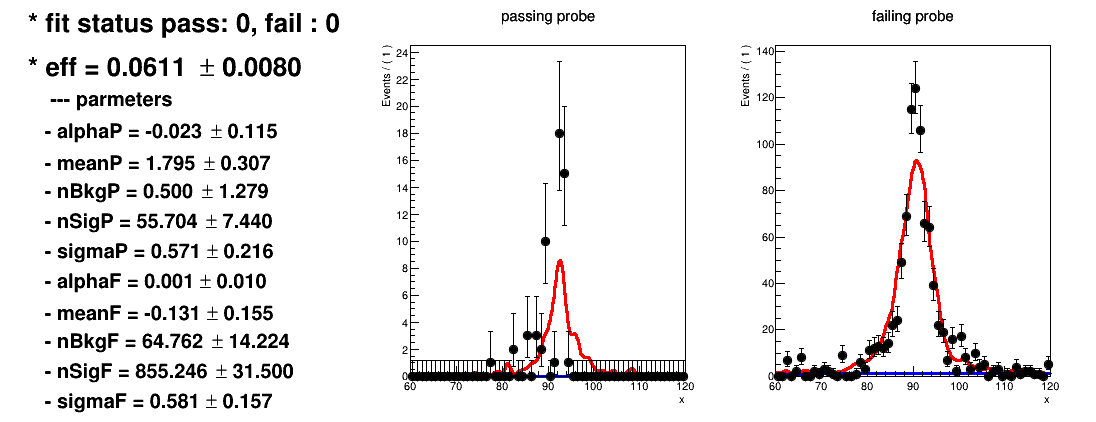 * fit status pass: 0, fail : 0
* eff = 0.0611 ± 0.0080
--- parmeters
- alphaP = -0.023 ± 0.115
- meanP = 1.795 ± 0.307
- nBkgP = 0.500 ± 1.279
- nSigP = 55.704 ± 7.440
- sigmaP = 0.571 ± 0.216
- alphaF = 0.001 ± 0.010
- meanF = -0.131 ± 0.155
- nBkgF = 64.762 ± 14.224
- nSigF = 855.246 ± 31.500
- sigmaF = 0.581 ± 0.157
passing probe
Events / ( 1 )
24
22
20
18
16
14
12
10
8
6
4
2
60 70 80 90 100 110 120
x
failing probe
Events / ( 1 )
140
120
100
80
60
40
20
0
60 70 80 90 100 110 120
x